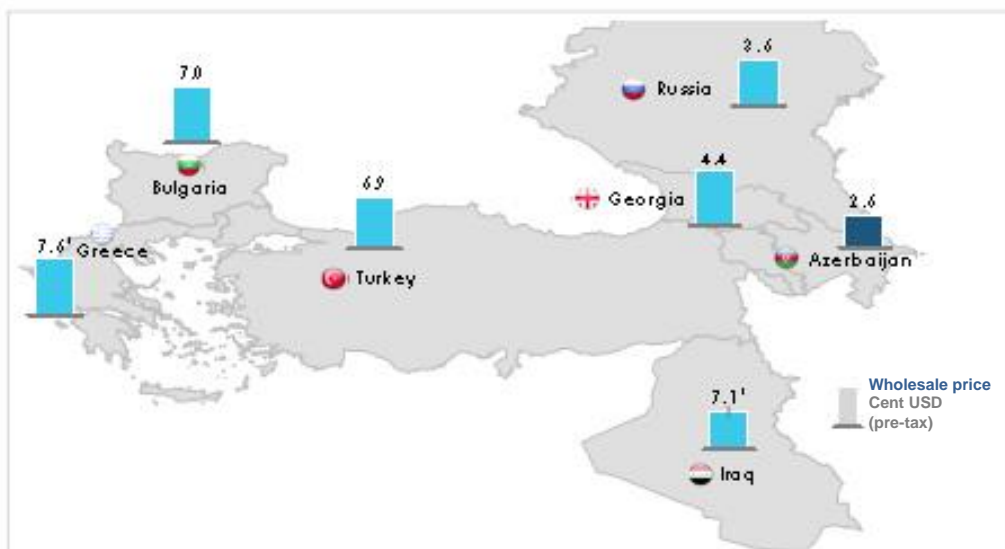 7.0
3.6
Russia
4.4
Bulgaria
6.9
Georgia
2.6
7.6¹
Greece
Azerbaijan
Turkey
Wholesale price
Cent USD
(pre-tax)
7.1¹
Iraq